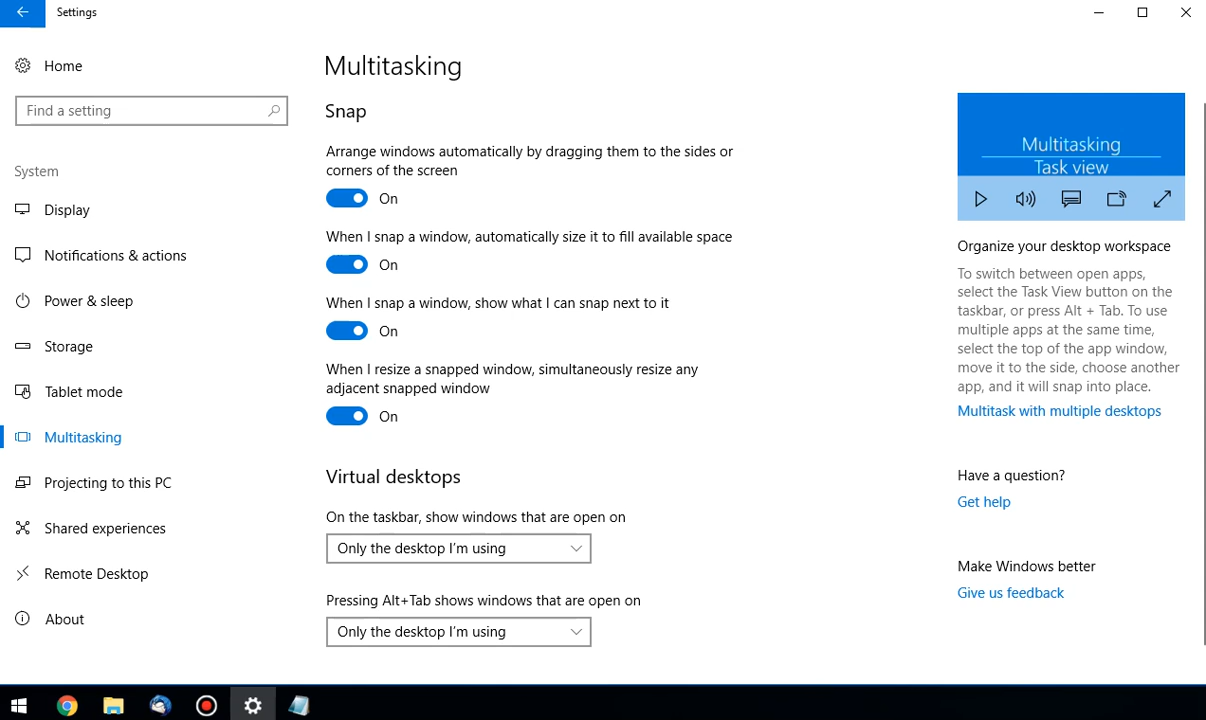 Settings
Home
Find a setting
System
Display
Notifications & actions
Power & sleep
Storage
Tablet mode
Multitasking
Projecting to this PC
Shared experiences
Remote Desktop
About
Multitasking
Snap
Arrange windows automatically by dragging them to the sides or
corners of the screen
On
When I snap a window, automatically size it to fill available space
On
When I snap a window, show what I can snap next to it
On
When I resize a snapped window, simultaneously resize any
adjacent snapped window
On
Virtual desktops
On the taskbar, show windows that are open on
Only the desktop I'm using
Pressing Alt+Tab shows windows that are open on
Only the desktop I'm using
Multitasking
Task view
Organize your desktop workspace
To switch between open apps,
select the Task View button on the
taskbar, or press Alt + Tab. To use
multiple apps at the same time,
select the top of the app window,
move it to the side, choose another
app, and it will snap into place.
Multitask with multiple desktops
Have a question?
Get help
Make Windows better
Give us feedback